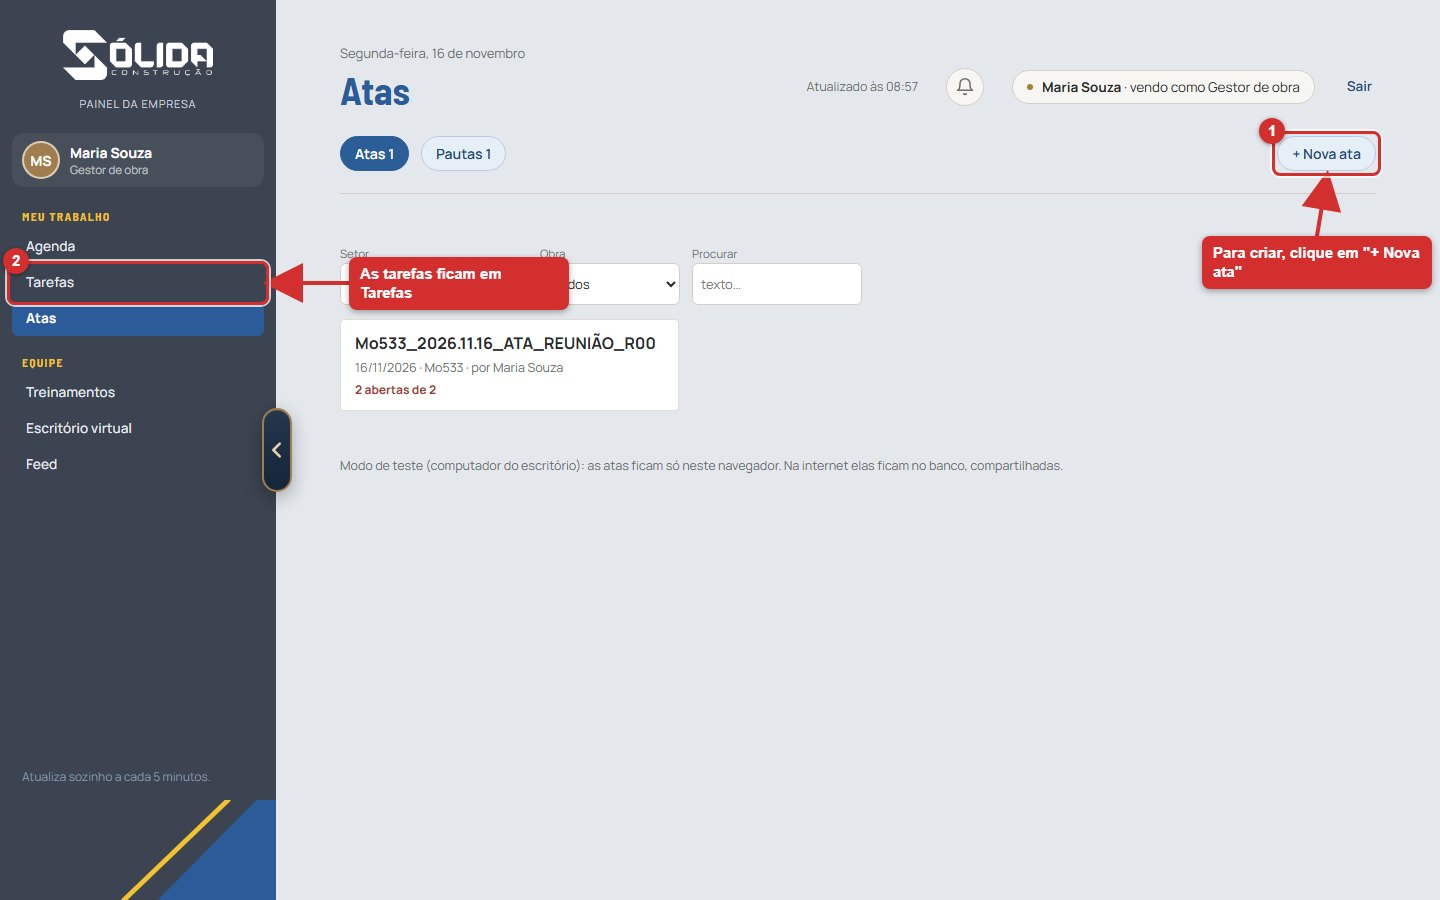 SÓLIDA
CONSTRUÇÃO
PAINEL DA EMPRESA
MS
Maria Souza
Gestor de obra
MEU TRABALHO
Agenda
2
Tarefas
Atas
EQUIPE
Treinamentos
Escritório virtual
Feed
Atualiza sozinho a cada 5 minutos.
Segunda-feira, 16 de novembro
Atas
Atualizado às 08:57
Maria Souza · vendo como Gestor de obra
Sair
Atas 1
Pautas 1
1
+ Nova ata
Para criar, clique em "+ Nova
ata"
Setor
Obra
Procurar
As tarefas ficam em
Tarefas
dos
texto...
Mo533_2026.11.16_ATA_REUNIÃO_R00
16/11/2026 · Mo533 · por Maria Souza
2 abertas de 2
Modo de teste (computador do escritório): as atas ficam só neste navegador. Na internet elas ficam no banco, compartilhadas.